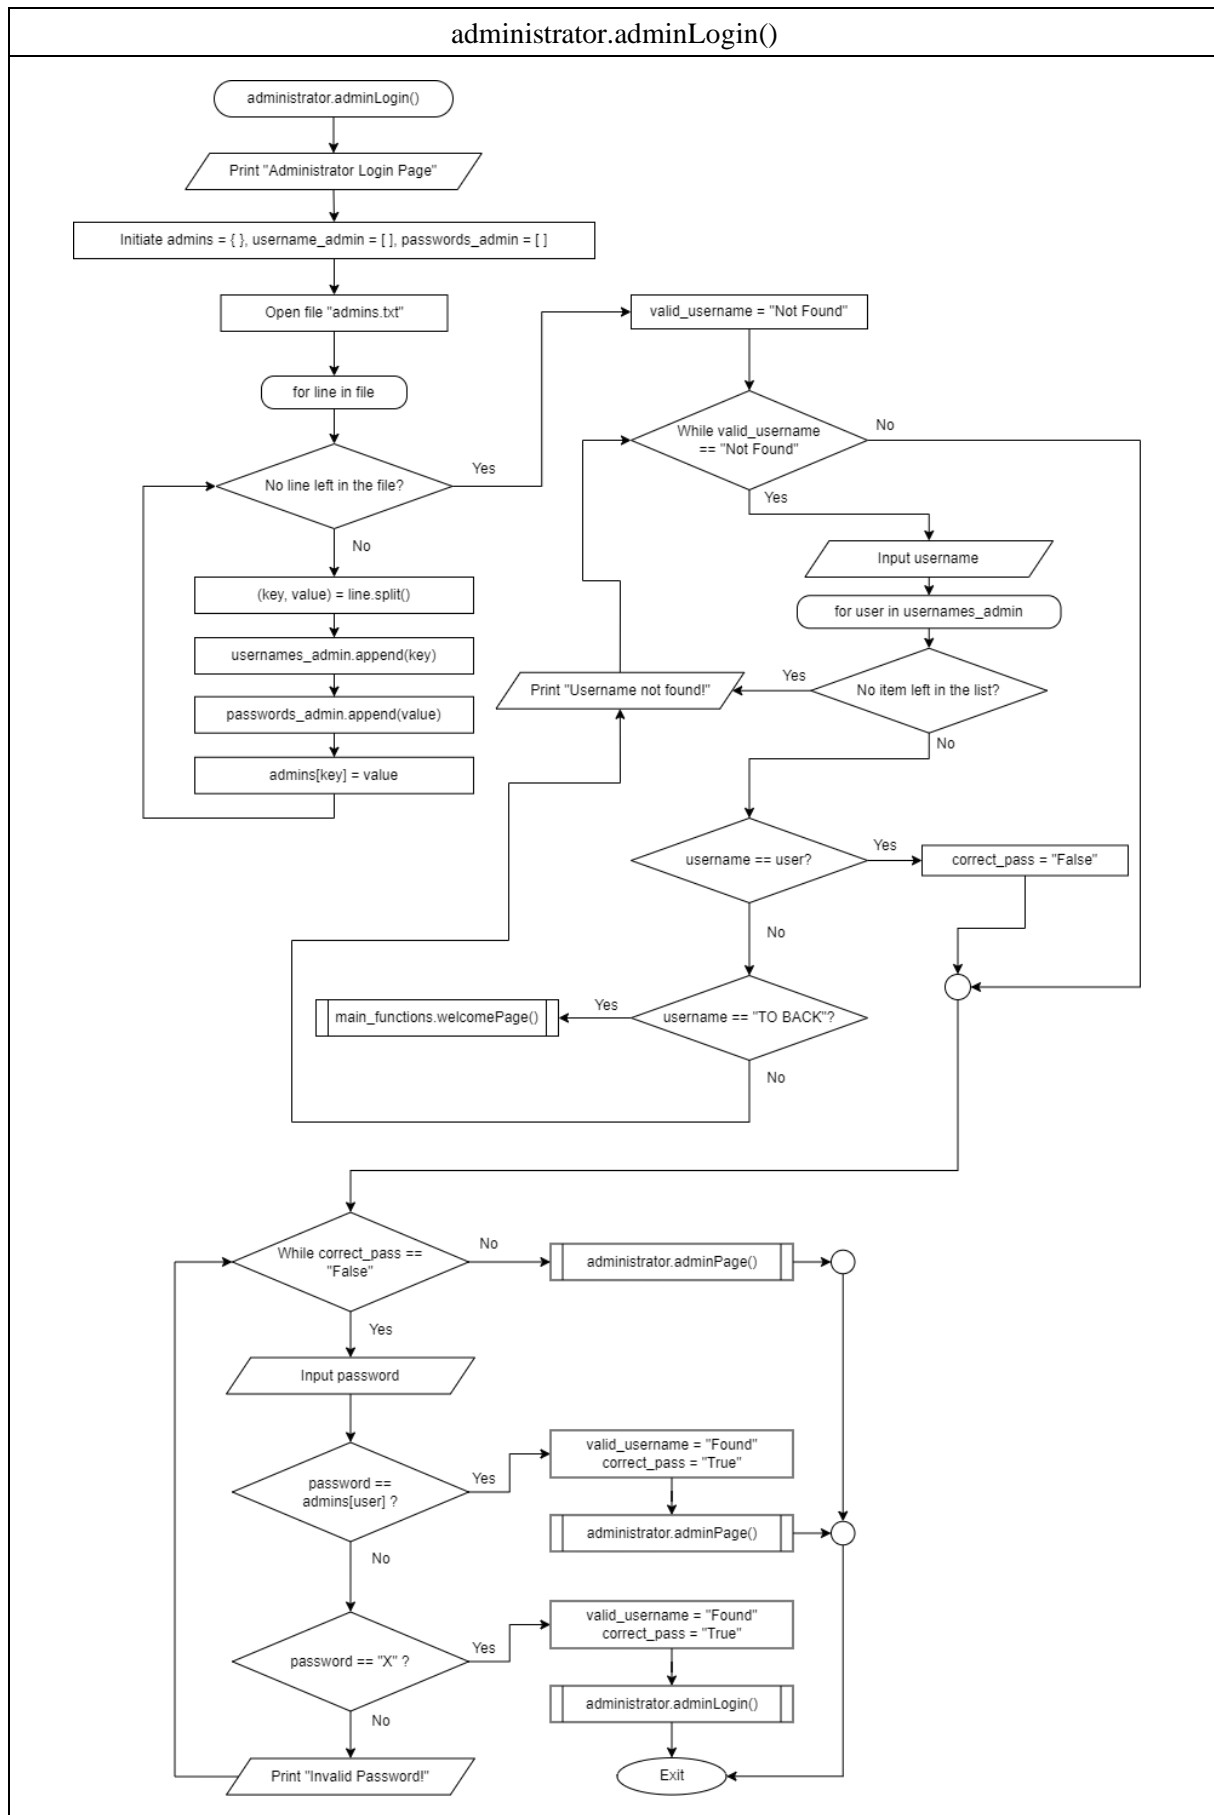 administrator.adminLogin()
administrator.adminLogin()
Print "Administrator Login Page"
Initiate admins = { }, username_admin = [ ], passwords_admin = [ ]
Open file "admins.txt"
for line in file
No line left in the file?
Yes
No
(key, value) = line.split()
usernames_admin.append(key)
passwords_admin.append(value)
admins[key] = value
valid_username = "Not Found"
While valid_username
== "Not Found"
No
Yes
Input username
for user in usernames_admin
No item left in the list?
Yes
Print "Username not found!"
No
username == user?
Yes
correct_pass = "False"
No
username == "TO BACK"?
Yes
main_functions.welcomePage()
No
While correct_pass ==
"False"
No
administrator.adminPage()
Yes
Input password
password ==
admins[user] ?
Yes
valid_username = "Found"
correct_pass = "True"
administrator.adminPage()
No
password == "X" ?
Yes
valid_username = "Found"
correct_pass = "True"
administrator.adminLogin()
No
Print "Invalid Password!"
Exit